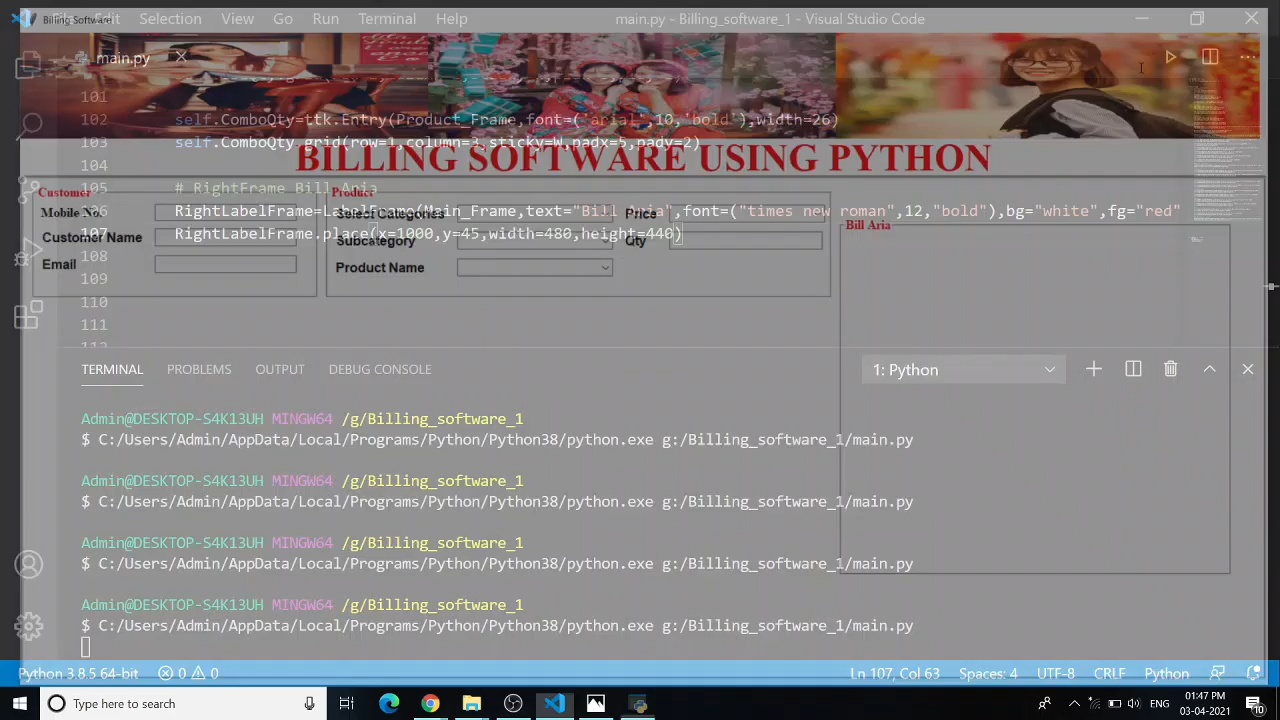 Billing Software
File Edit Selection View Go Run Terminal Help
main.py - Billing_software_1 - Visual Studio Code
main.py
101
102 self.ComboQty=ttk.Entry(Product_Frame,font=('arial',10,'bold'),width=26)
103 self.ComboQty.grid(row=1,column=3,sticky=W,padx=5,pady=2)
BILLING SOFTWARE USING PYTHON
104
105 # RightFrame Bill Aria
106 RightLabelFrame=LabelFrame(Main_Frame,text="Bill Aria",font=("times new roman",12,"bold"),bg="white",fg="red")
107 RightLabelFrame.place(x=1000,y=45,width=480,height=440)
108
109
110
111
112
Customer
Mobile No.
Customer Name
Email
Product
Select Categories
Subcategory
Product Name
Price
Qty
Bill Aria
TERMINAL PROBLEMS OUTPUT DEBUG CONSOLE
1: Python
Admin@DESKTOP-S4K13UH MINGW64 /g/Billing_software_1
$ C:/Users/Admin/AppData/Local/Programs/Python/Python38/python.exe g:/Billing_software_1/main.py
Admin@DESKTOP-S4K13UH MINGW64 /g/Billing_software_1
$ C:/Users/Admin/AppData/Local/Programs/Python/Python38/python.exe g:/Billing_software_1/main.py
Admin@DESKTOP-S4K13UH MINGW64 /g/Billing_software_1
$ C:/Users/Admin/AppData/Local/Programs/Python/Python38/python.exe g:/Billing_software_1/main.py
Admin@DESKTOP-S4K13UH MINGW64 /g/Billing_software_1
$ C:/Users/Admin/AppData/Local/Programs/Python/Python38/python.exe g:/Billing_software_1/main.py
Python 3.8.5 64-bit 0 0
Ln 107, Col 63 Spaces: 4 UTF-8 CRLF Python
Type here to search
ENG
01:47 PM
03-04-2021
10